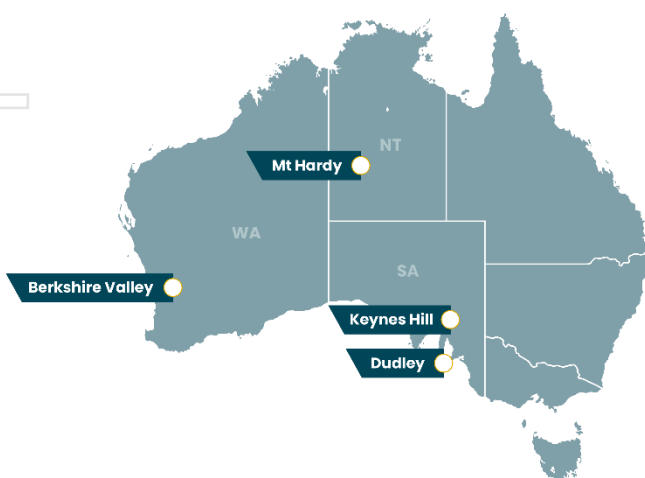 NT
Mt Hardy
WA
SA
Berkshire Valley
Keynes Hill
Dudley